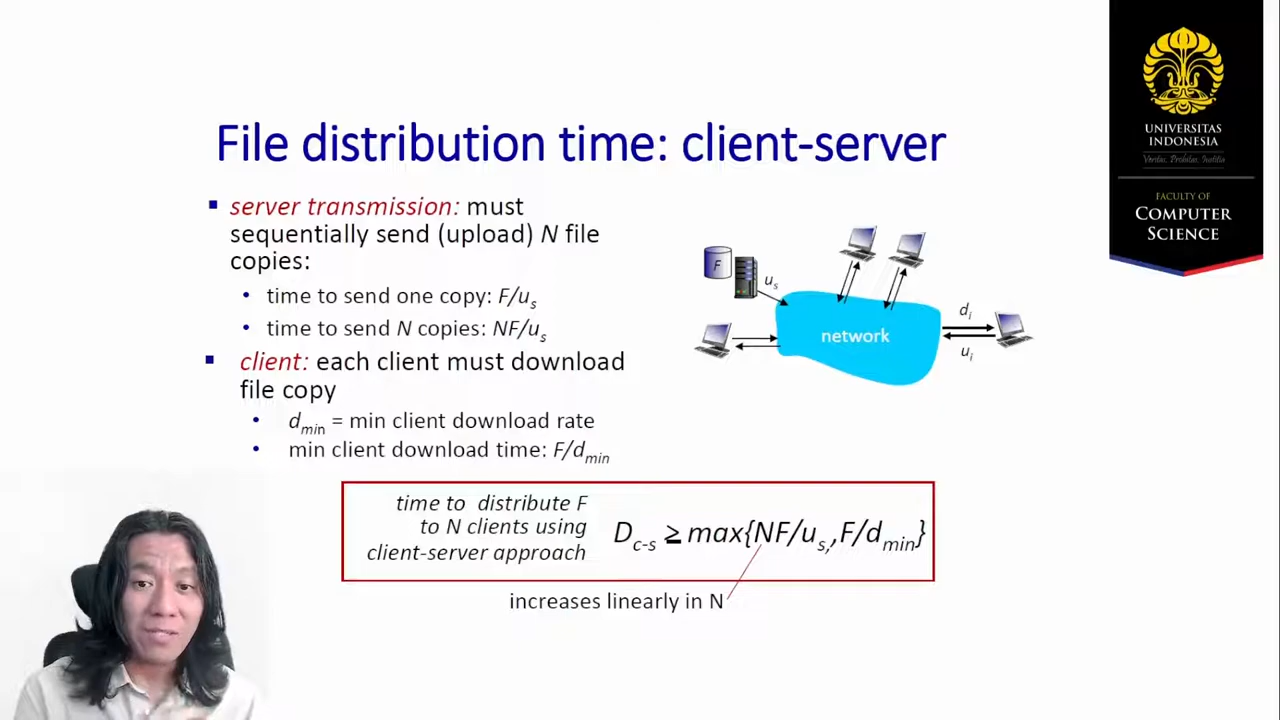 File distribution time: client-server
server transmission: must
sequentially send (upload) N file
copies:
time to send one copy: F/us
time to send N copies: NF/us
client: each client must download
file copy
dmin = min client download rate
min client download time: F/dmin
F
us
network
di
ui
time to distribute F
to N clients using
client-server approach
Dc-s ≥ max{NF/us,,F/dmin}
increases linearly in N
UNIVERSITAS
INDONESIA
Veritas, Probitas, Iustitia
FACULTY OF
COMPUTER
SCIENCE